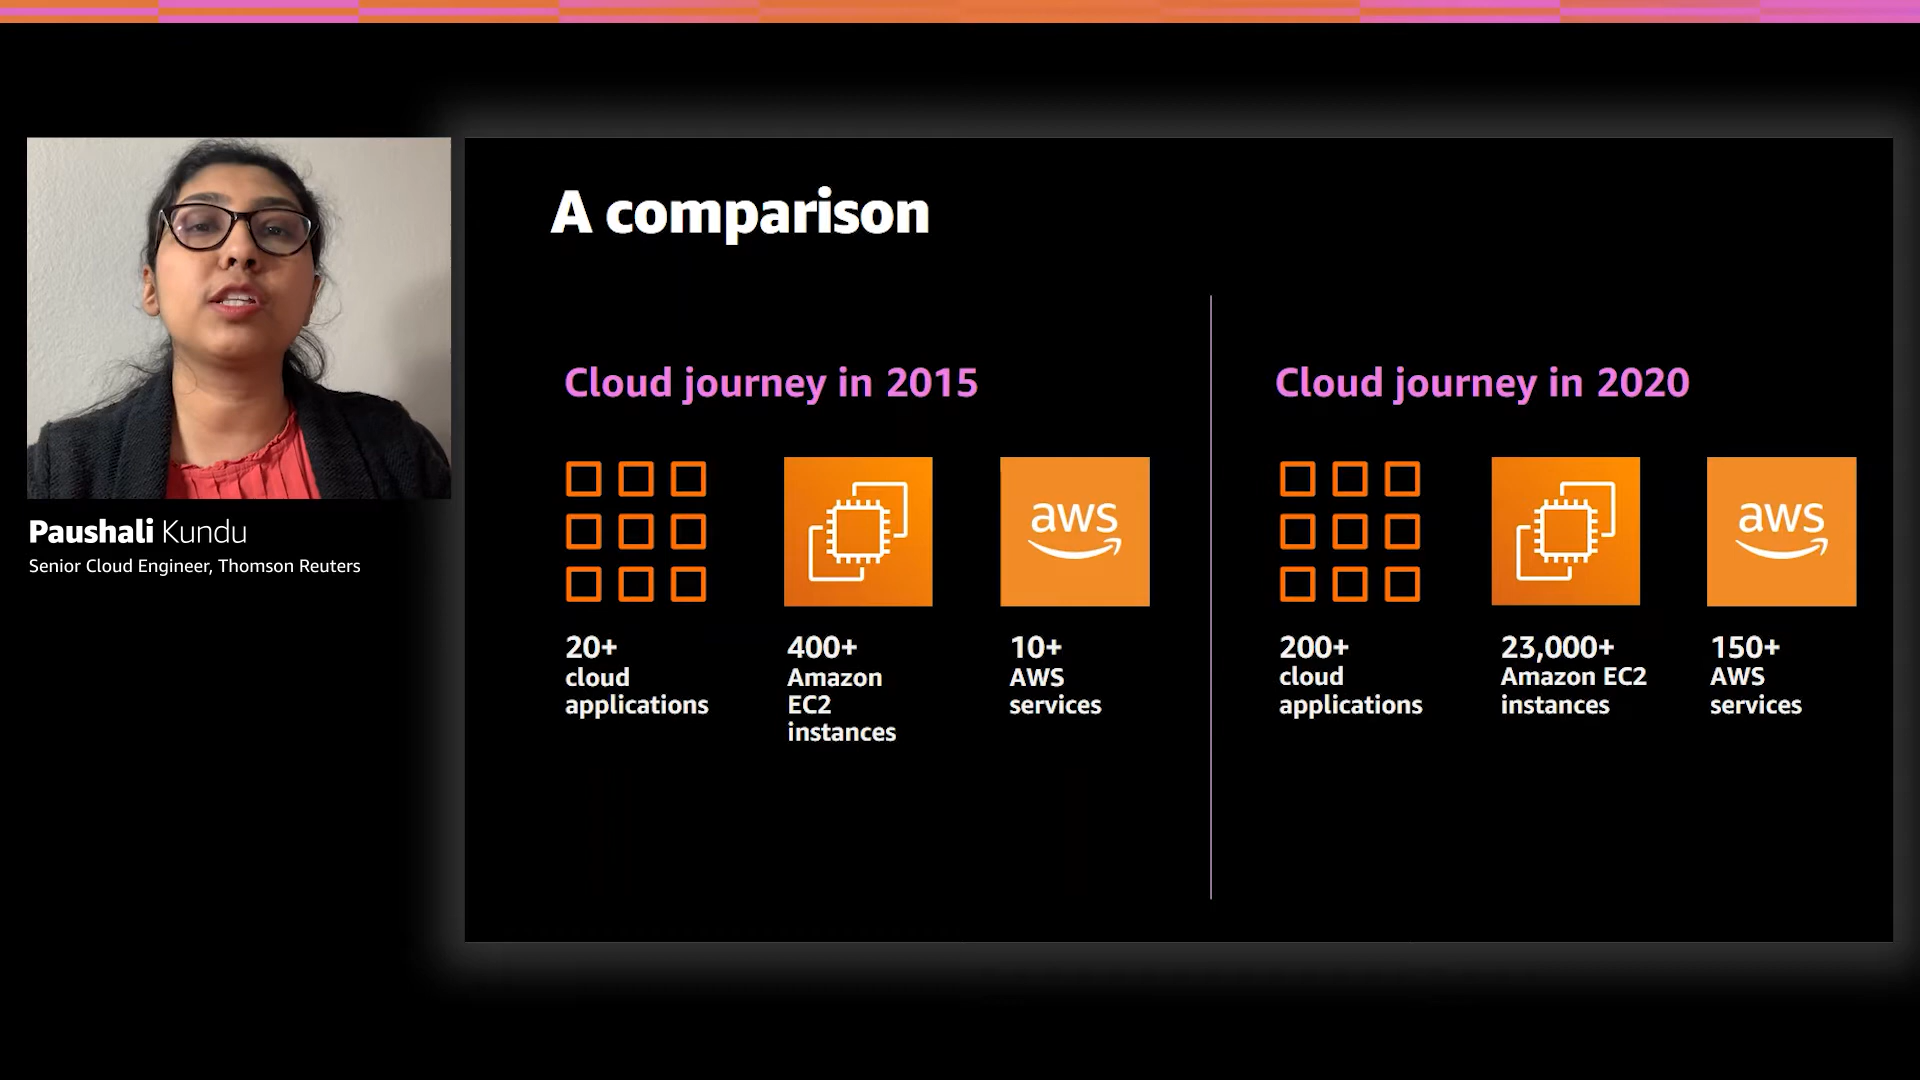 A comparison
Paushali Kundu
Senior Cloud Engineer, Thomson Reuters
Cloud journey in 2015
aws
20+
cloud
applications
400+
Amazon
EC2
instances
10+
AWS
services
Cloud journey in 2020
aws
200+
cloud
applications
23,000+
Amazon EC2
instances
150+
AWS
services